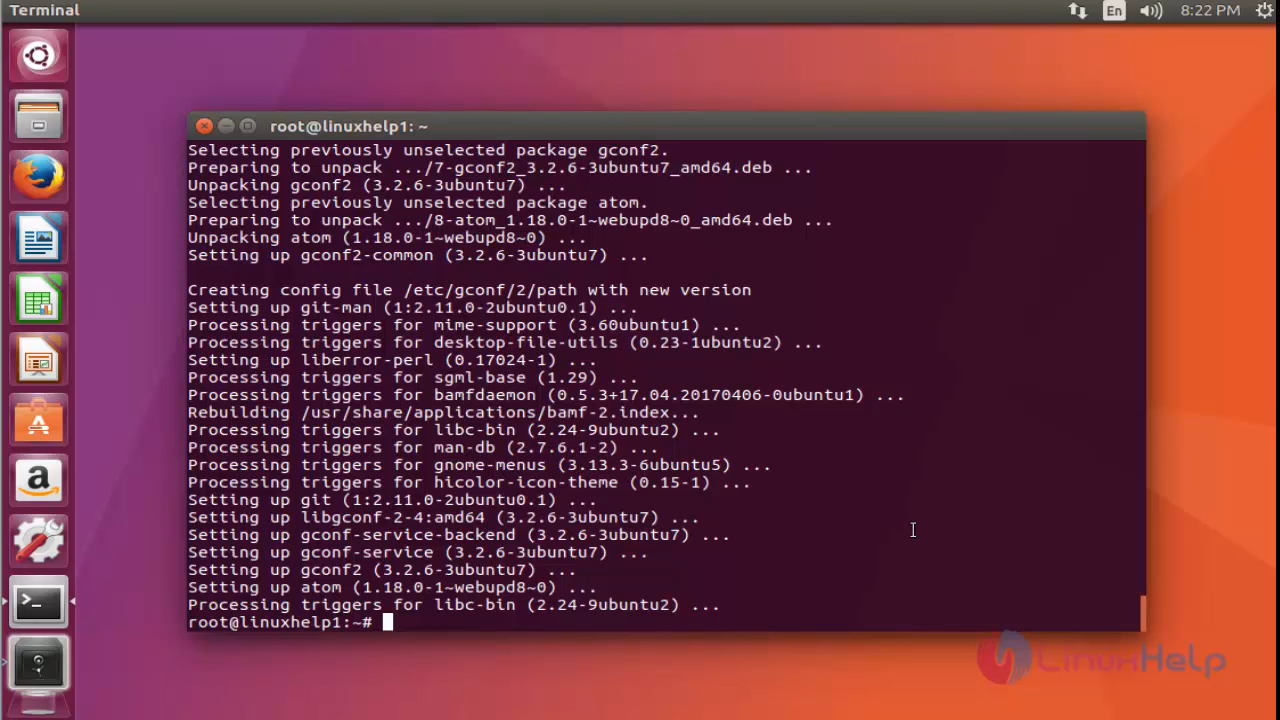 Terminal
En
8:22 PM
root@linuxhelp1: ~
Selecting previously unselected package gconf2.
Preparing to unpack .../7-gconf2_3.2.6-3ubuntu7_amd64.deb ...
Unpacking gconf2 (3.2.6-3ubuntu7) ...
Selecting previously unselected package atom.
Preparing to unpack .../8-atom_1.18.0-1~webupd8~0_amd64.deb ...
Unpacking atom (1.18.0-1~webupd8~0) ...
Setting up gconf2-common (3.2.6-3ubuntu7) ...
Creating config file /etc/gconf/2/path with new version
Setting up git-man (1:2.11.0-2ubuntu0.1) ...
Processing triggers for mime-support (3.60ubuntu1) ...
Processing triggers for desktop-file-utils (0.23-1ubuntu2) ...
Setting up liberror-perl (0.17024-1) ...
Processing triggers for sgml-base (1.29) ...
Processing triggers for bamfdaemon (0.5.3+17.04.20170406-0ubuntu1) ...
Rebuilding /usr/share/applications/bamf-2.index...
Processing triggers for libc-bin (2.24-9ubuntu2) ...
Processing triggers for man-db (2.7.6.1-2) ...
Processing triggers for gnome-menus (3.13.3-6ubuntu5) ...
Processing triggers for hicolor-icon-theme (0.15-1) ...
Setting up git (1:2.11.0-2ubuntu0.1) ...
Setting up libgconf-2-4:amd64 (3.2.6-3ubuntu7) ...
Setting up gconf-service-backend (3.2.6-3ubuntu7) ...
Setting up gconf-service (3.2.6-3ubuntu7) ...
Setting up gconf2 (3.2.6-3ubuntu7) ...
Setting up atom (1.18.0-1~webupd8~0) ...
Processing triggers for libc-bin (2.24-9ubuntu2) ...
root@linuxhelp1:~#
LinuxHelp